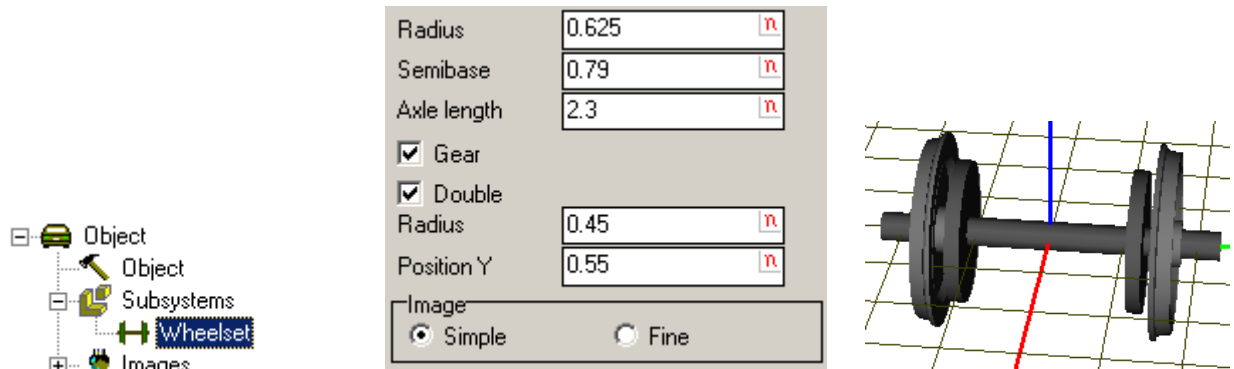 Object
Object
Subsystems
Wheelset
Images
Radius 0.625 n
Semibase 0.79 n
Axle length 2.3 n
Gear
Double
Radius 0.45 n
Position Y 0.55 n
Image
Simple Fine